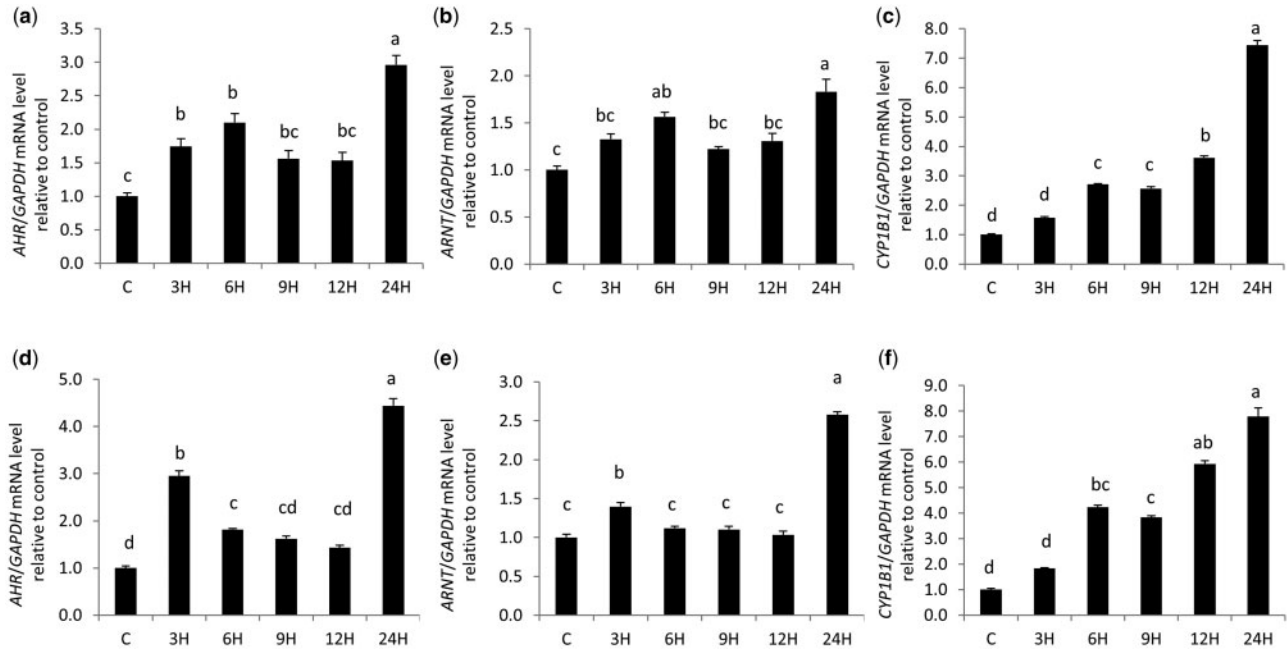 (a)
AHR/GAPDH mRNA level
relative to control
3.5
3.0
2.5
2.0
1.5
1.0
0.5
0.0
c
b
b
bc
bc
a
C 3H 6H 9H 12H 24H
(b)
ARNT/GAPDH mRNA level
relative to control
2.5
2.0
1.5
1.0
0.5
0.0
c
bc
ab
bc
bc
a
C 3H 6H 9H 12H 24H
(c)
CYP1B1/GAPDH mRNA level
relative to control
8.0
7.0
6.0
5.0
4.0
3.0
2.0
1.0
0.0
d
d
c
c
b
a
C 3H 6H 9H 12H 24H
(d)
AHR/GAPDH mRNA level
relative to control
5.0
4.0
3.0
2.0
1.0
0.0
d
b
c
cd
cd
a
C 3H 6H 9H 12H 24H
(e)
ARNT/GAPDH mRNA level
relative to control
3.0
2.5
2.0
1.5
1.0
0.5
0.0
c
b
c
c
c
a
C 3H 6H 9H 12H 24H
(f)
CYP1B1/GAPDH mRNA level
relative to control
9.0
8.0
7.0
6.0
5.0
4.0
3.0
2.0
1.0
0.0
d
d
bc
c
ab
a
C 3H 6H 9H 12H 24H